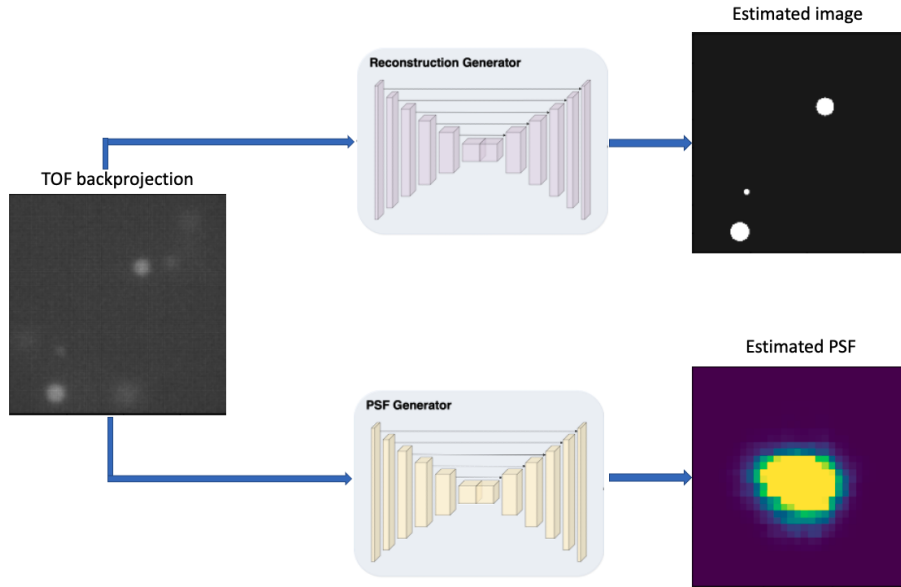 Estimated image
Reconstruction Generator
TOF backprojection
Estimated PSF
PSF Generator